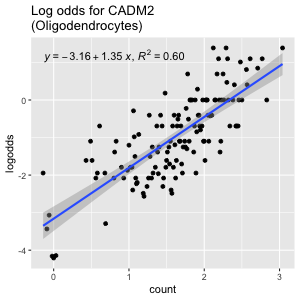 Log odds for CADM2
(Oligodendrocytes)
y = −3.16 + 1.35 x, R² = 0.60
logodds
0
-2
-4
0 1 2 3
count